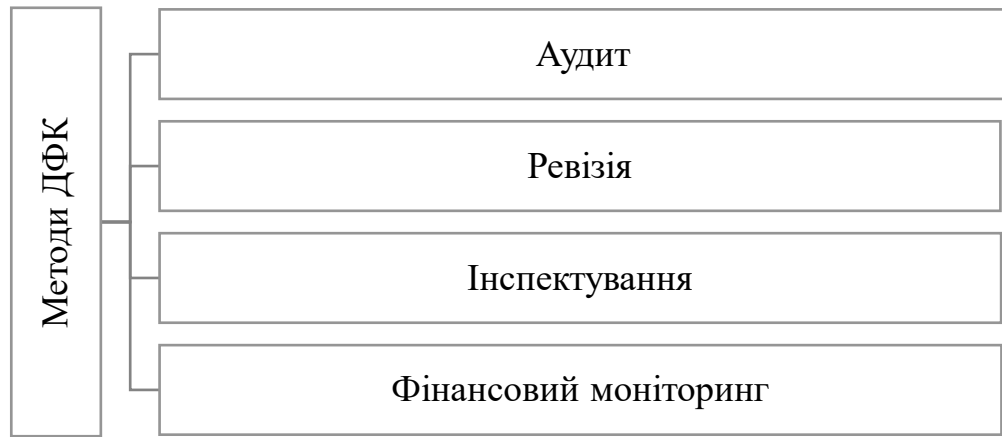 Методи ДФК
Аудит
Ревізія
Інспектування
Фінансовий моніторинг